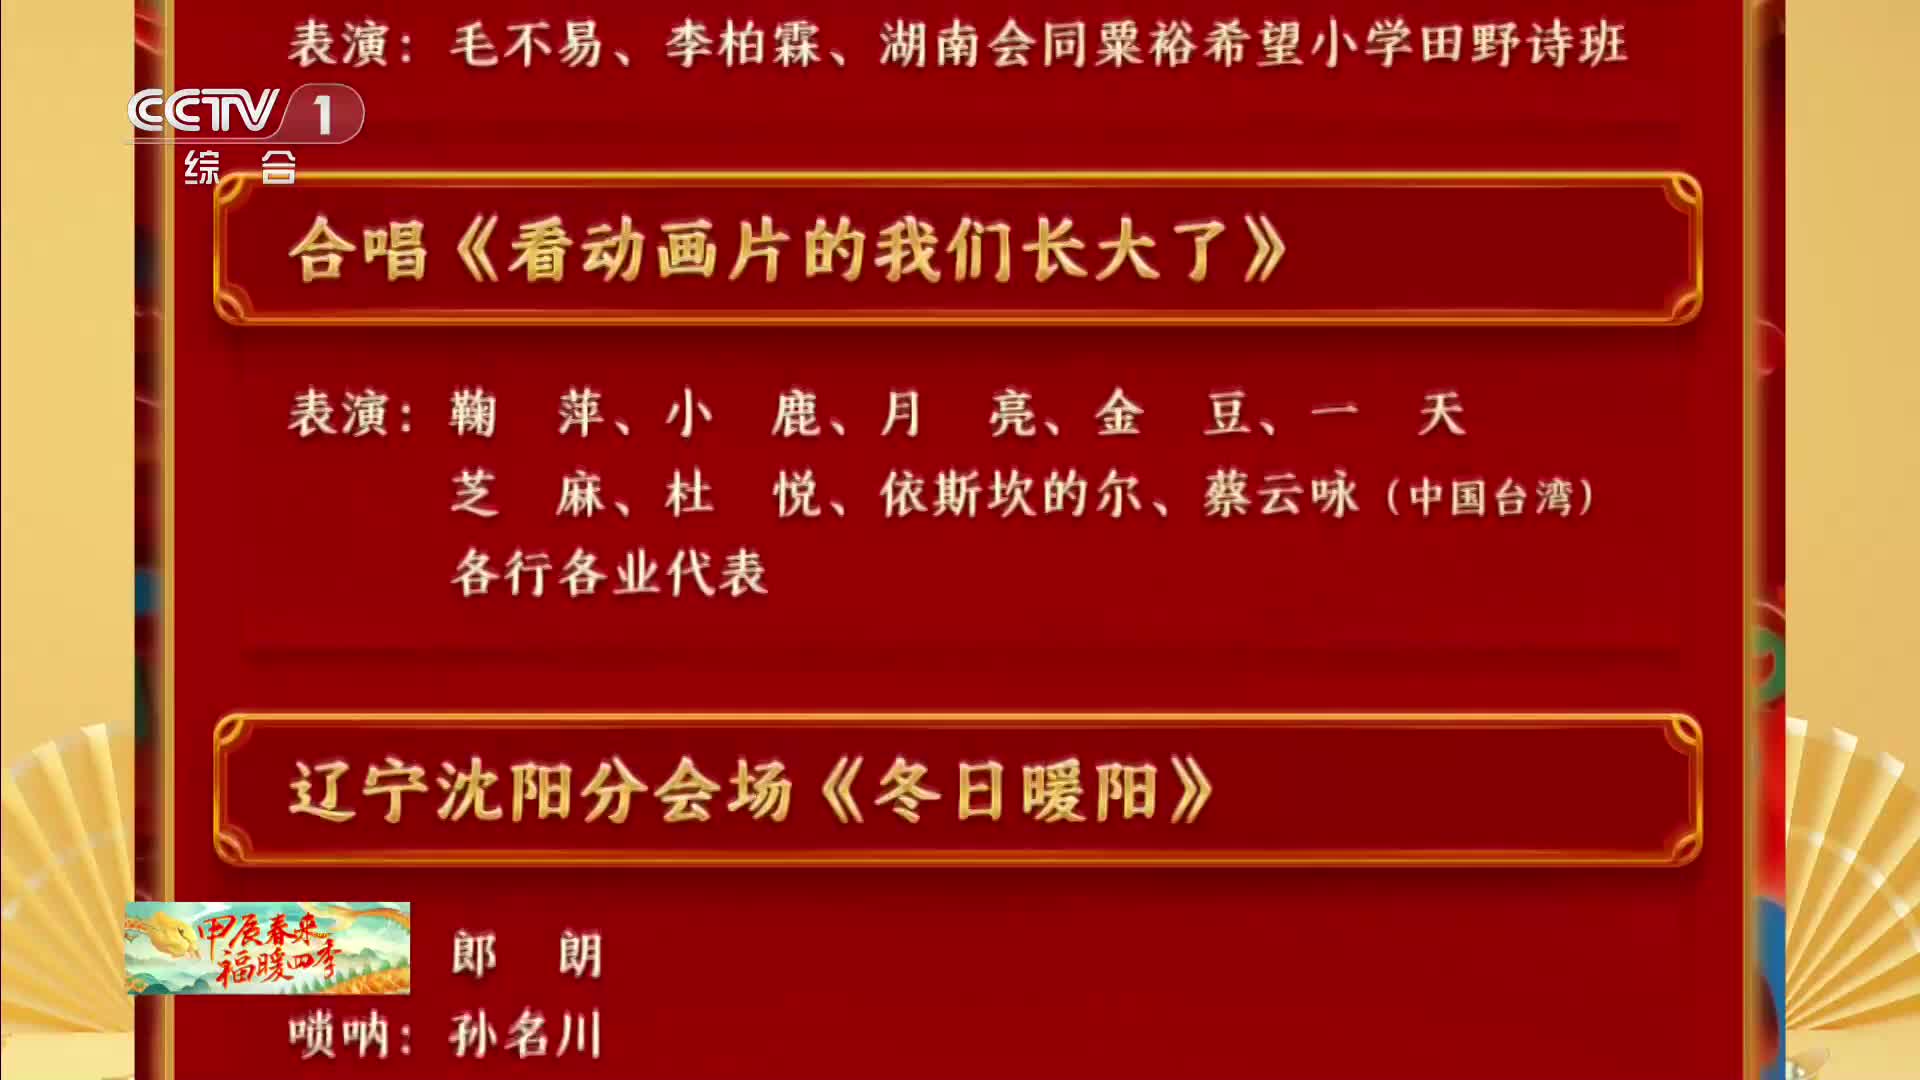 表演：毛不易、李柏霖、湖南会同粟裕希望小学田野诗班
CCTV 1
综 合
合唱《看动画片的我们长大了》
表演：鞠 萍、小 鹿、月 亮、金 豆、一 天
芝 麻、杜 悦、依斯坎的尔、蔡云咏（中国台湾）
各行各业代表
辽宁沈阳分会场《冬日暖阳》
甲辰春来
福暖四季
郎 朗
唢呐：孙名川